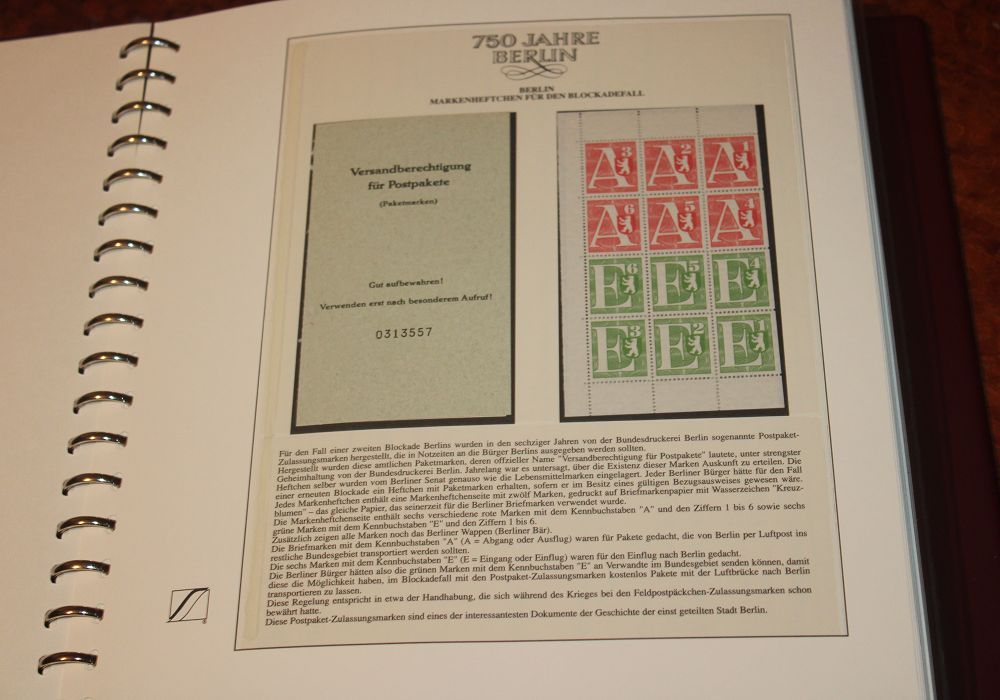 750 JAHRE
BERLIN
BERLIN
MARKENHEFTCHEN FÜR DEN BLOCKADEFALL
Versandberechtigung
für Postpakete
(Paketmarken)
Gut aufbewahren!
Verwenden erst nach besonderem Aufruf!
0313557
A3 A2 A1
A6 A5 A4
E6 E5 E4
E3 E2 E1
Für den Fall einer zweiten Blockade Berlins wurden in den sechziger Jahren von der Bundesdruckerei Berlin sogenannte Postpaket-
Zulassungsmarken hergestellt, die in Notzeiten an die Bürger Berlins ausgegeben werden sollten.
Hergestellt wurden diese amtlichen Paketmarken, deren offizieller Name "Versandberechtigung für Postpakete" lautete, unter strengster
Geheimhaltung von der Bundesdruckerei Berlin. Jahrelang war es untersagt, über die Existenz dieser Marken Auskunft zu erteilen. Die
Heftchen selber wurden vom Berliner Senat genauso wie die Lebensmittelmarken eingelagert. Jeder Berliner Bürger hätte für den Fall
einer erneuten Blockade ein Heftchen mit Paketmarken erhalten, sofern er im Besitz eines gültigen Bezugsausweises gewesen wäre.
Jedes Markenheftchen enthält eine Markenheftchenseite mit zwölf Marken, gedruckt auf Briefmarkenpapier mit Wasserzeichen "Kreuz-
blumen" – das gleiche Papier, das seinerzeit für die Berliner Briefmarken verwendet wurde.
Die Markenheftchenseite enthält sechs verschiedene rote Marken mit dem Kennbuchstaben "A" und den Ziffern 1 bis 6 sowie sechs
grüne Marken mit dem Kennbuchstaben "E" und den Ziffern 1 bis 6.
Zusätzlich zeigen alle Marken noch das Berliner Wappen (Berliner Bär).
Die Briefmarken mit dem Kennbuchstaben "A" (A = Abgang oder Ausflug) waren für Pakete gedacht, die von Berlin per Luftpost ins
restliche Bundesgebiet transportiert werden sollten.
Die sechs Marken mit dem Kennbuchstaben "E" (E = Eingang oder Einflug) waren für den Einflug nach Berlin gedacht.
Die Berliner Bürger hätten also die grünen Marken mit dem Kennbuchstaben "E" an Verwandte im Bundesgebiet senden können, damit
diese die Möglichkeit haben, im Blockadefall mit den Postpaket-Zulassungsmarken kostenlos Pakete mit der Luftbrücke nach Berlin
transportieren zu lassen.
Diese Regelung entspricht in etwa der Handhabung, die sich während des Krieges bei den Feldpostpäckchen-Zulassungsmarken schon
bewährt hatte.
Diese Postpaket-Zulassungsmarken sind eines der interessantesten Dokumente der Geschichte der einst geteilten Stadt Berlin.